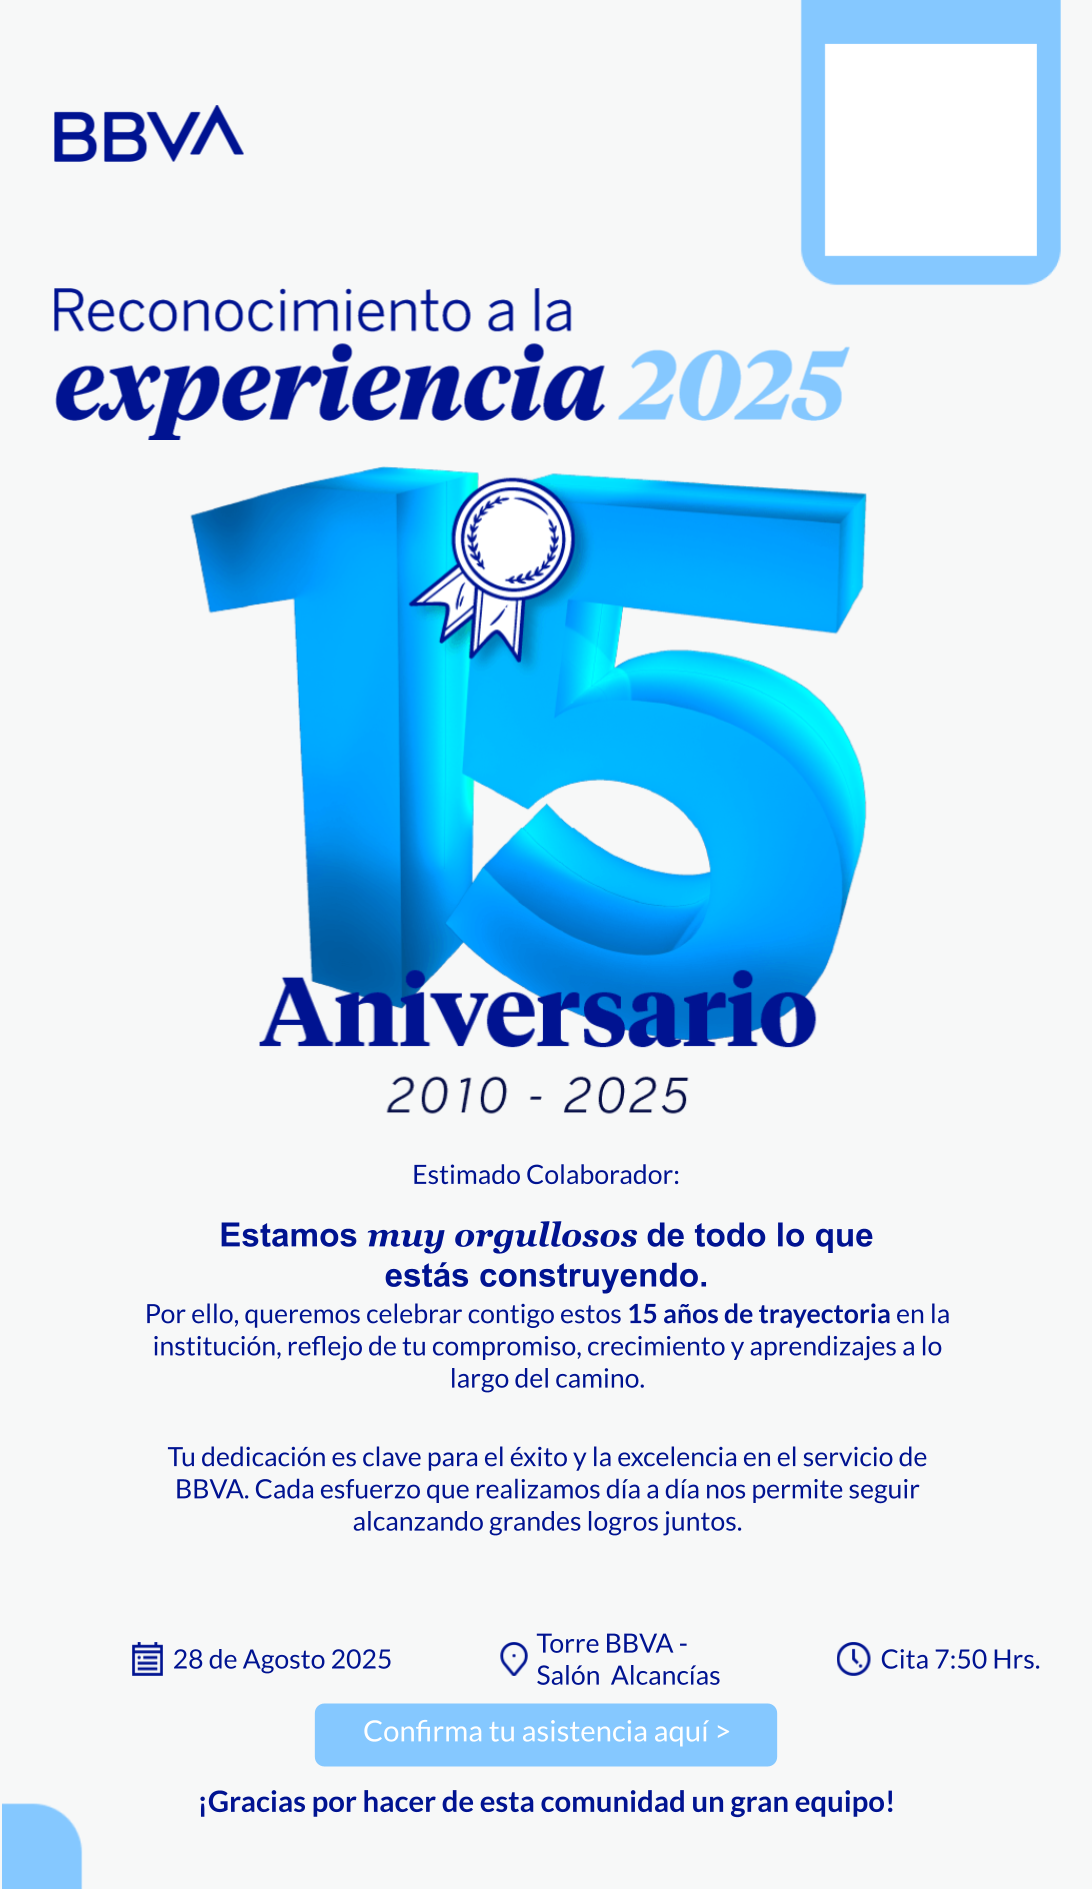 BBVA
Reconocimiento a la
experiencia 2025
15
Aniversario
2010 - 2025
Estimado Colaborador:
Estamos muy orgullosos de todo lo que
estás construyendo.
Por ello, queremos celebrar contigo estos 15 años de trayectoria en la
institución, reflejo de tu compromiso, crecimiento y aprendizajes a lo
largo del camino.
Tu dedicación es clave para el éxito y la excelencia en el servicio de
BBVA. Cada esfuerzo que realizamos día a día nos permite seguir
alcanzando grandes logros juntos.
28 de Agosto 2025
Torre BBVA -
Salón Alcancías
Cita 7:50 Hrs.
Confirma tu asistencia aquí >
¡Gracias por hacer de esta comunidad un gran equipo!